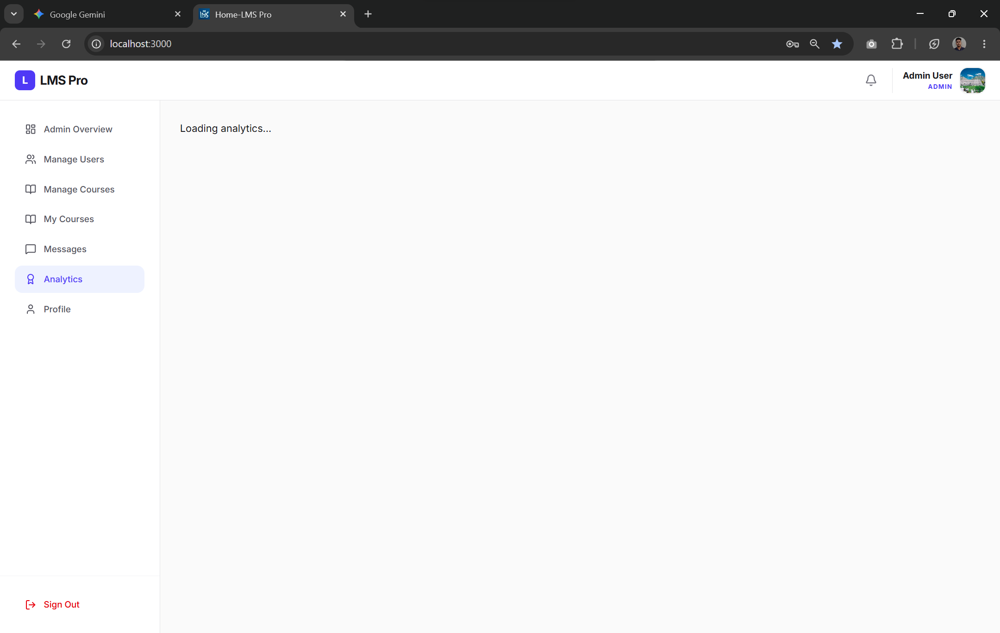 Google Gemini
Home-LMS Pro
localhost:3000
L
LMS Pro
Admin User
ADMIN
Admin Overview
Manage Users
Manage Courses
My Courses
Messages
Analytics
Profile
Sign Out
Loading analytics...